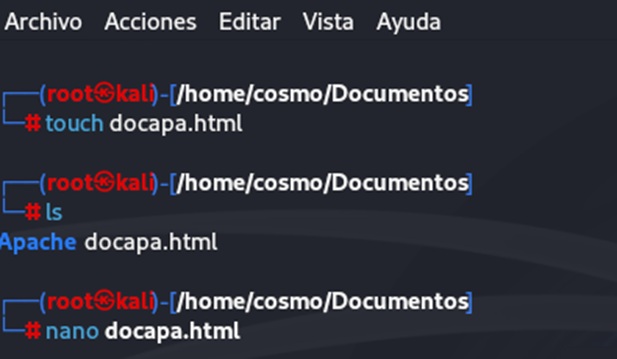 Archivo Acciones Editar Vista Ayuda
┌──(root㉿kali)-[/home/cosmo/Documentos]
└─# touch docapa.html
┌──(root㉿kali)-[/home/cosmo/Documentos]
└─# ls
Apache docapa.html
┌──(root㉿kali)-[/home/cosmo/Documentos]
└─# nano docapa.html